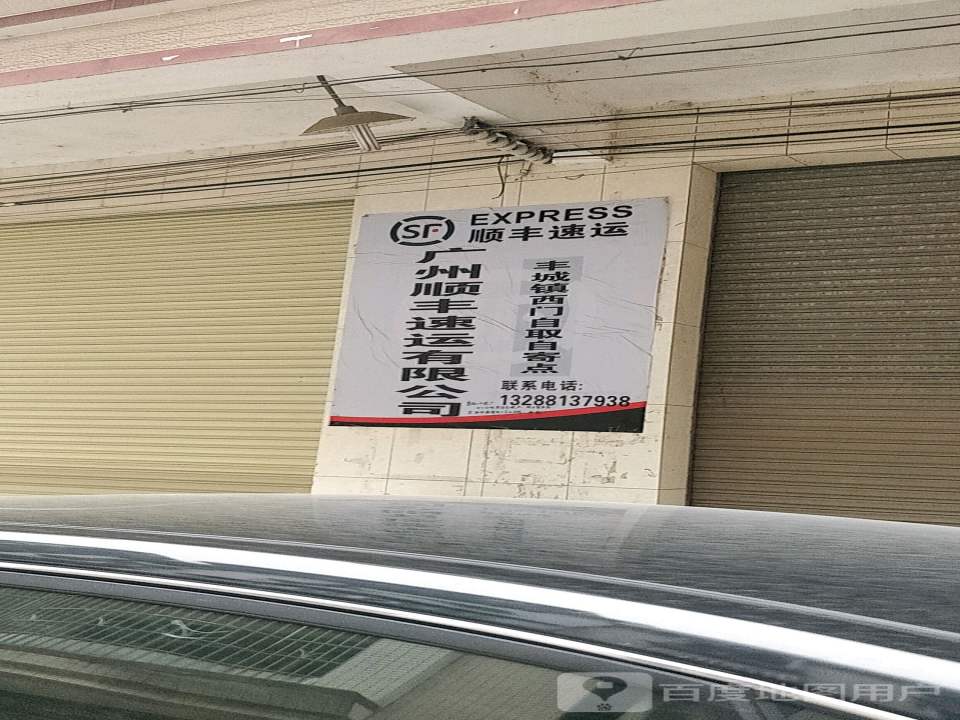 SF EXPRESS
顺丰速运
广州顺丰速运有限公司
丰城镇西门自取自寄点
联系电话:
13288137938
百度地图用户